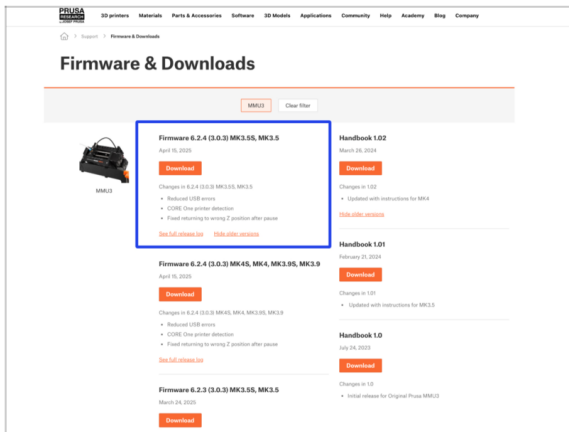 PRUSA
RESEARCH
by JOSEF PRUSA
3D printers Materials Parts & Accessories Software 3D Models Applications Community Help Academy Blog Company
Support Firmware & Downloads
Firmware & Downloads
MMU3 Clear filter
MMU3
Firmware 6.2.4 (3.0.3) MK3.5S, MK3.5
April 15, 2025
Download
Changes in 6.2.4 (3.0.3) MK3.5S, MK3.5
Reduced USB errors
CORE One printer detection
Fixed returning to wrong Z position after pause
See full release log Hide older versions
Firmware 6.2.4 (3.0.3) MK4S, MK4, MK3.9S, MK3.9
April 15, 2025
Download
Changes in 6.2.4 (3.0.3) MK4S, MK4, MK3.9S, MK3.9
Reduced USB errors
CORE One printer detection
Fixed returning to wrong Z position after pause
See full release log
Firmware 6.2.3 (3.0.3) MK3.5S, MK3.5
March 24, 2025
Download
Handbook 1.02
March 26, 2024
Download
Changes in 1.02
Updated with instructions for MK4
Hide older versions
Handbook 1.01
February 21, 2024
Download
Changes in 1.01
Updated with instructions for MK3.5
Handbook 1.0
July 24, 2023
Download
Changes in 1.0
Initial release for Original Prusa MMU3